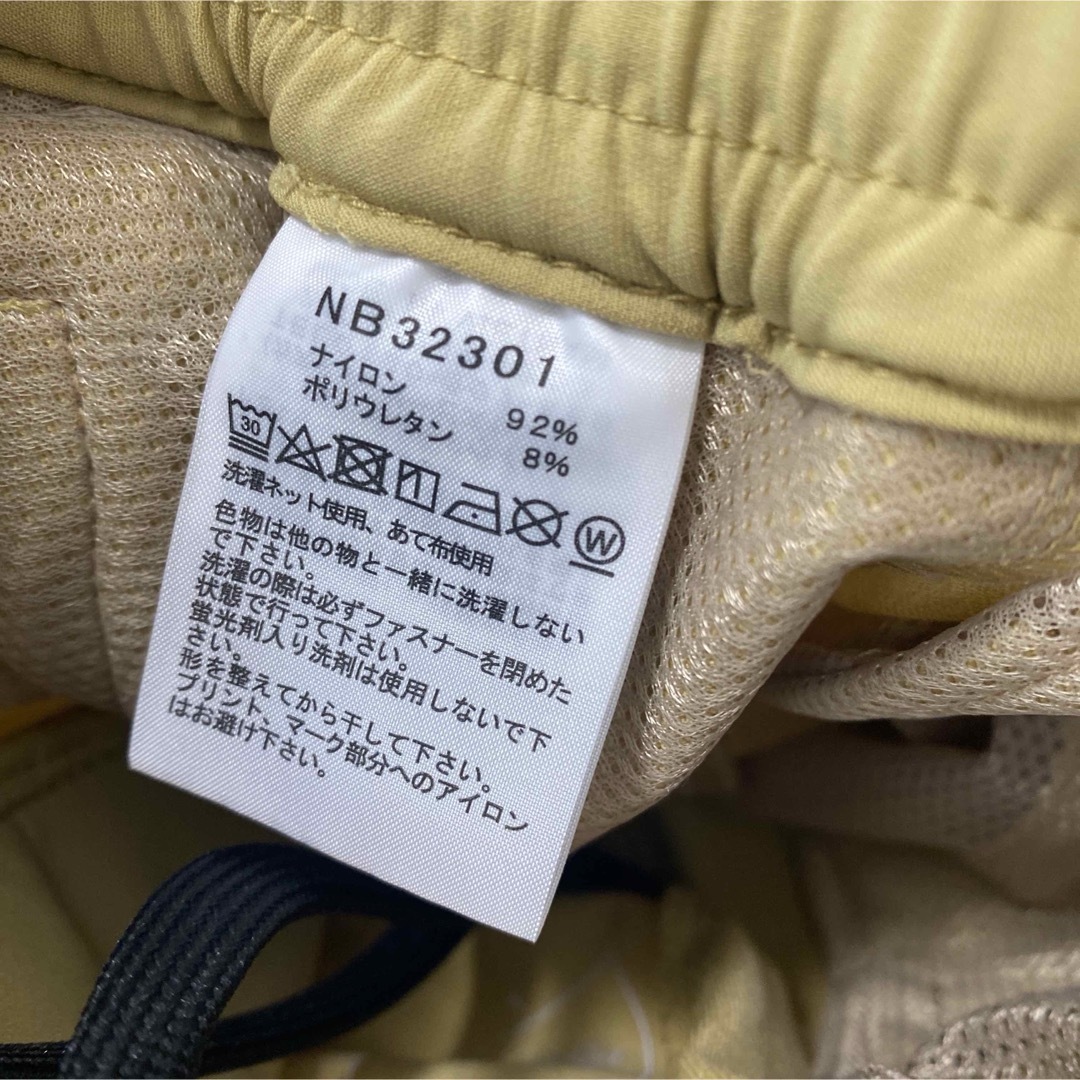 NB32301
ナイロン 92%
ポリウレタン 8%
30 W
洗濯ネット使用、あて布使用
色物は他の物と一緒に洗濯しない
で下さい。
洗濯の際は必ずファスナーを閉めた
状態で行って下さい。
蛍光剤入り洗剤は使用しないで下
さい。
形を整えてから干して下さい。
プリント、マーク部分へのアイロン
はお避け下さい。